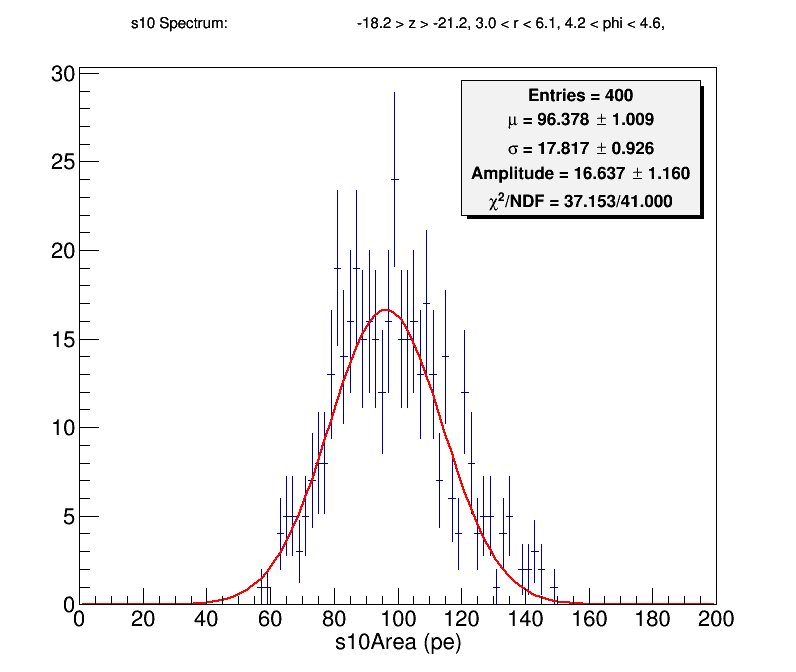 s10 Spectrum: -18.2 > z > -21.2, 3.0 < r < 6.1, 4.2 < phi < 4.6,
Entries = 400
μ = 96.378 ± 1.009
σ = 17.817 ± 0.926
Amplitude = 16.637 ± 1.160
χ²/NDF = 37.153/41.000
30
25
20
15
10
5
0
0 20 40 60 80 100 120 140 160 180 200
s10Area (pe)